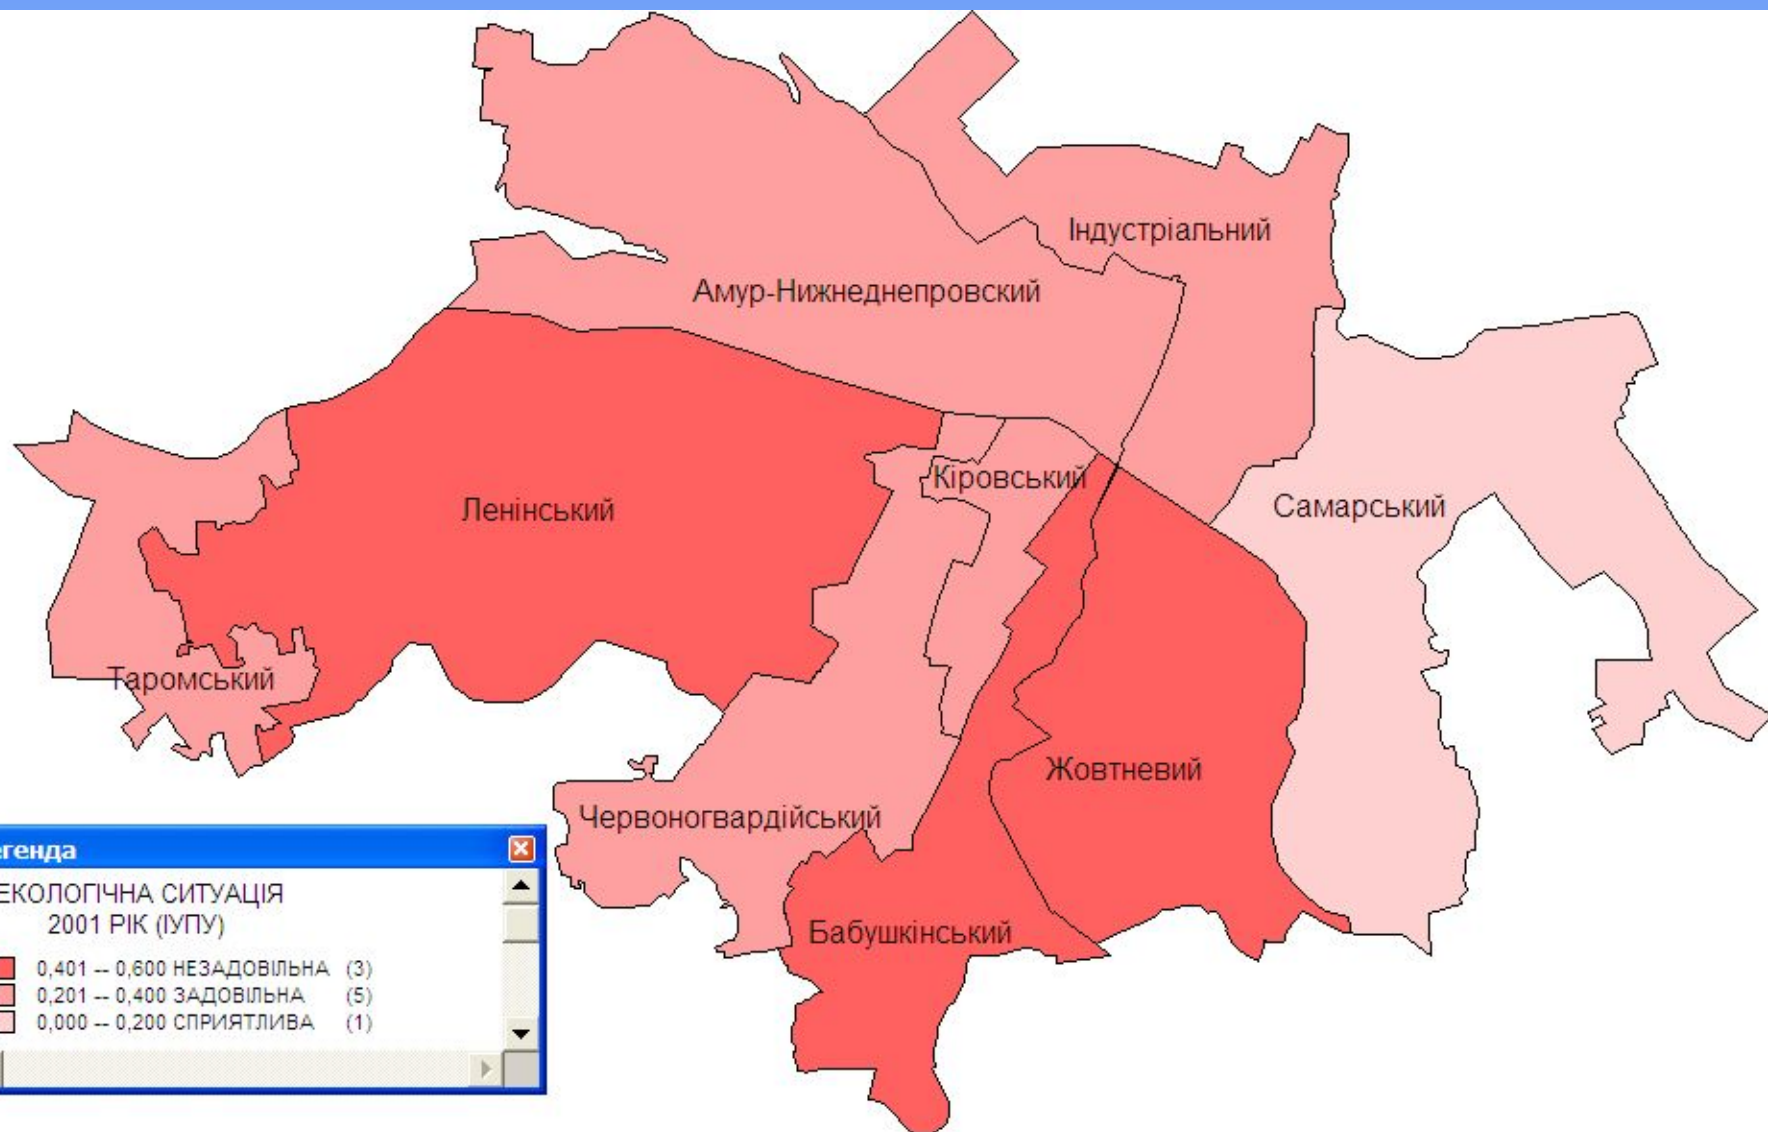 Індустріальний
Амур-Нижнеднепровский
Кіровський
Ленінський
Самарський
Таромський
Жовтневий
Червоногвардійський
Бабушкінський
егенда
ЕКОЛОГІЧНА СИТУАЦІЯ
2001 РІК (ІУПУ)
0,401 -- 0,600 НЕЗАДОВІЛЬНА (3)
0,201 -- 0,400 ЗАДОВІЛЬНА (5)
0,000 -- 0,200 СПРИЯТЛИВА (1)